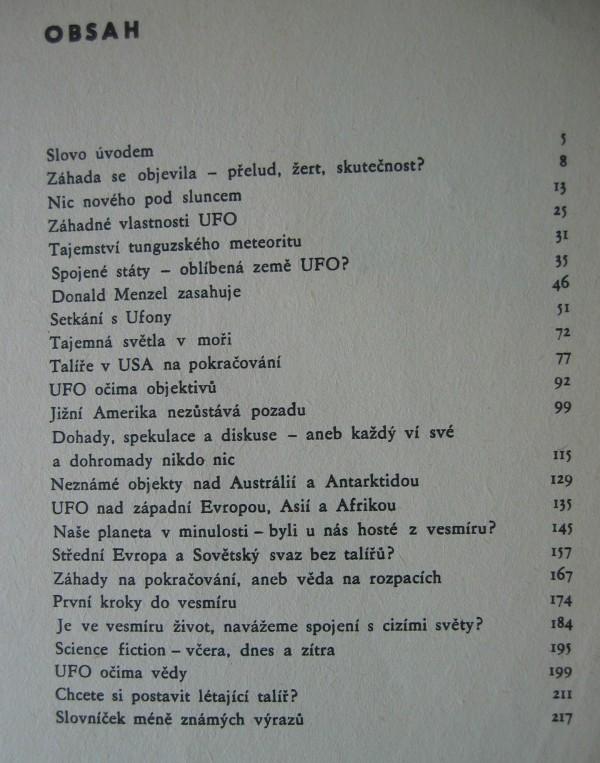 OBSAH
Slovo úvodem 5
Záhada se objevila – přelud, žert, skutečnost? 8
Nic nového pod sluncem 13
Záhadné vlastnosti UFO 25
Tajemství tunguzského meteoritu 31
Spojené státy – oblíbená země UFO? 35
Donald Menzel zasahuje 46
Setkání s Ufony 51
Tajemná světla v moři 72
Talíře v USA na pokračování 77
UFO očima objektivů 92
Jižní Amerika nezůstává pozadu 99
Dohady, spekulace a diskuse – aneb každý ví své
a dohromady nikdo nic 115
Neznámé objekty nad Austrálií a Antarktidou 129
UFO nad západní Evropou, Asií a Afrikou 135
Naše planeta v minulosti – byli u nás hosté z vesmíru? 145
Střední Evropa a Sovětský svaz bez talířů? 157
Záhady na pokračování, aneb věda na rozpacích 167
První kroky do vesmíru 174
Je ve vesmíru život, navážeme spojení s cizími světy? 184
Science fiction – včera, dnes a zítra 195
UFO očima vědy 199
Chcete si postavit létající talíř? 211
Slovníček méně známých výrazů 217